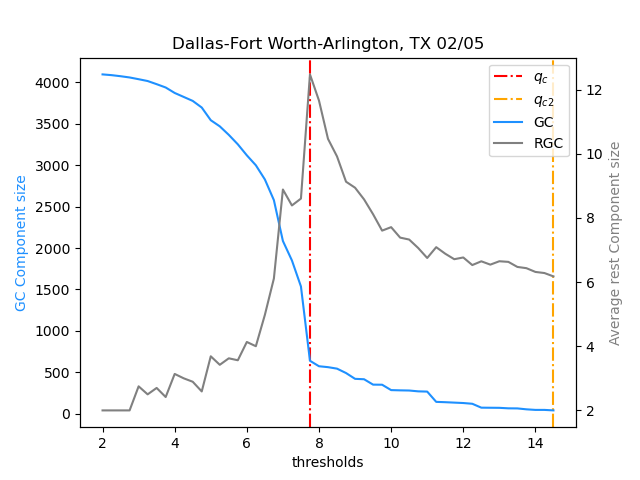 Dallas-Fort Worth-Arlington, TX 02/05
GC Component size
4000
3500
3000
2500
2000
1500
1000
500
0
2 4 6 8 10 12 14
thresholds
12
10
8
6
4
2
Average rest Component size
q_c
q_{c2}
GC
RGC